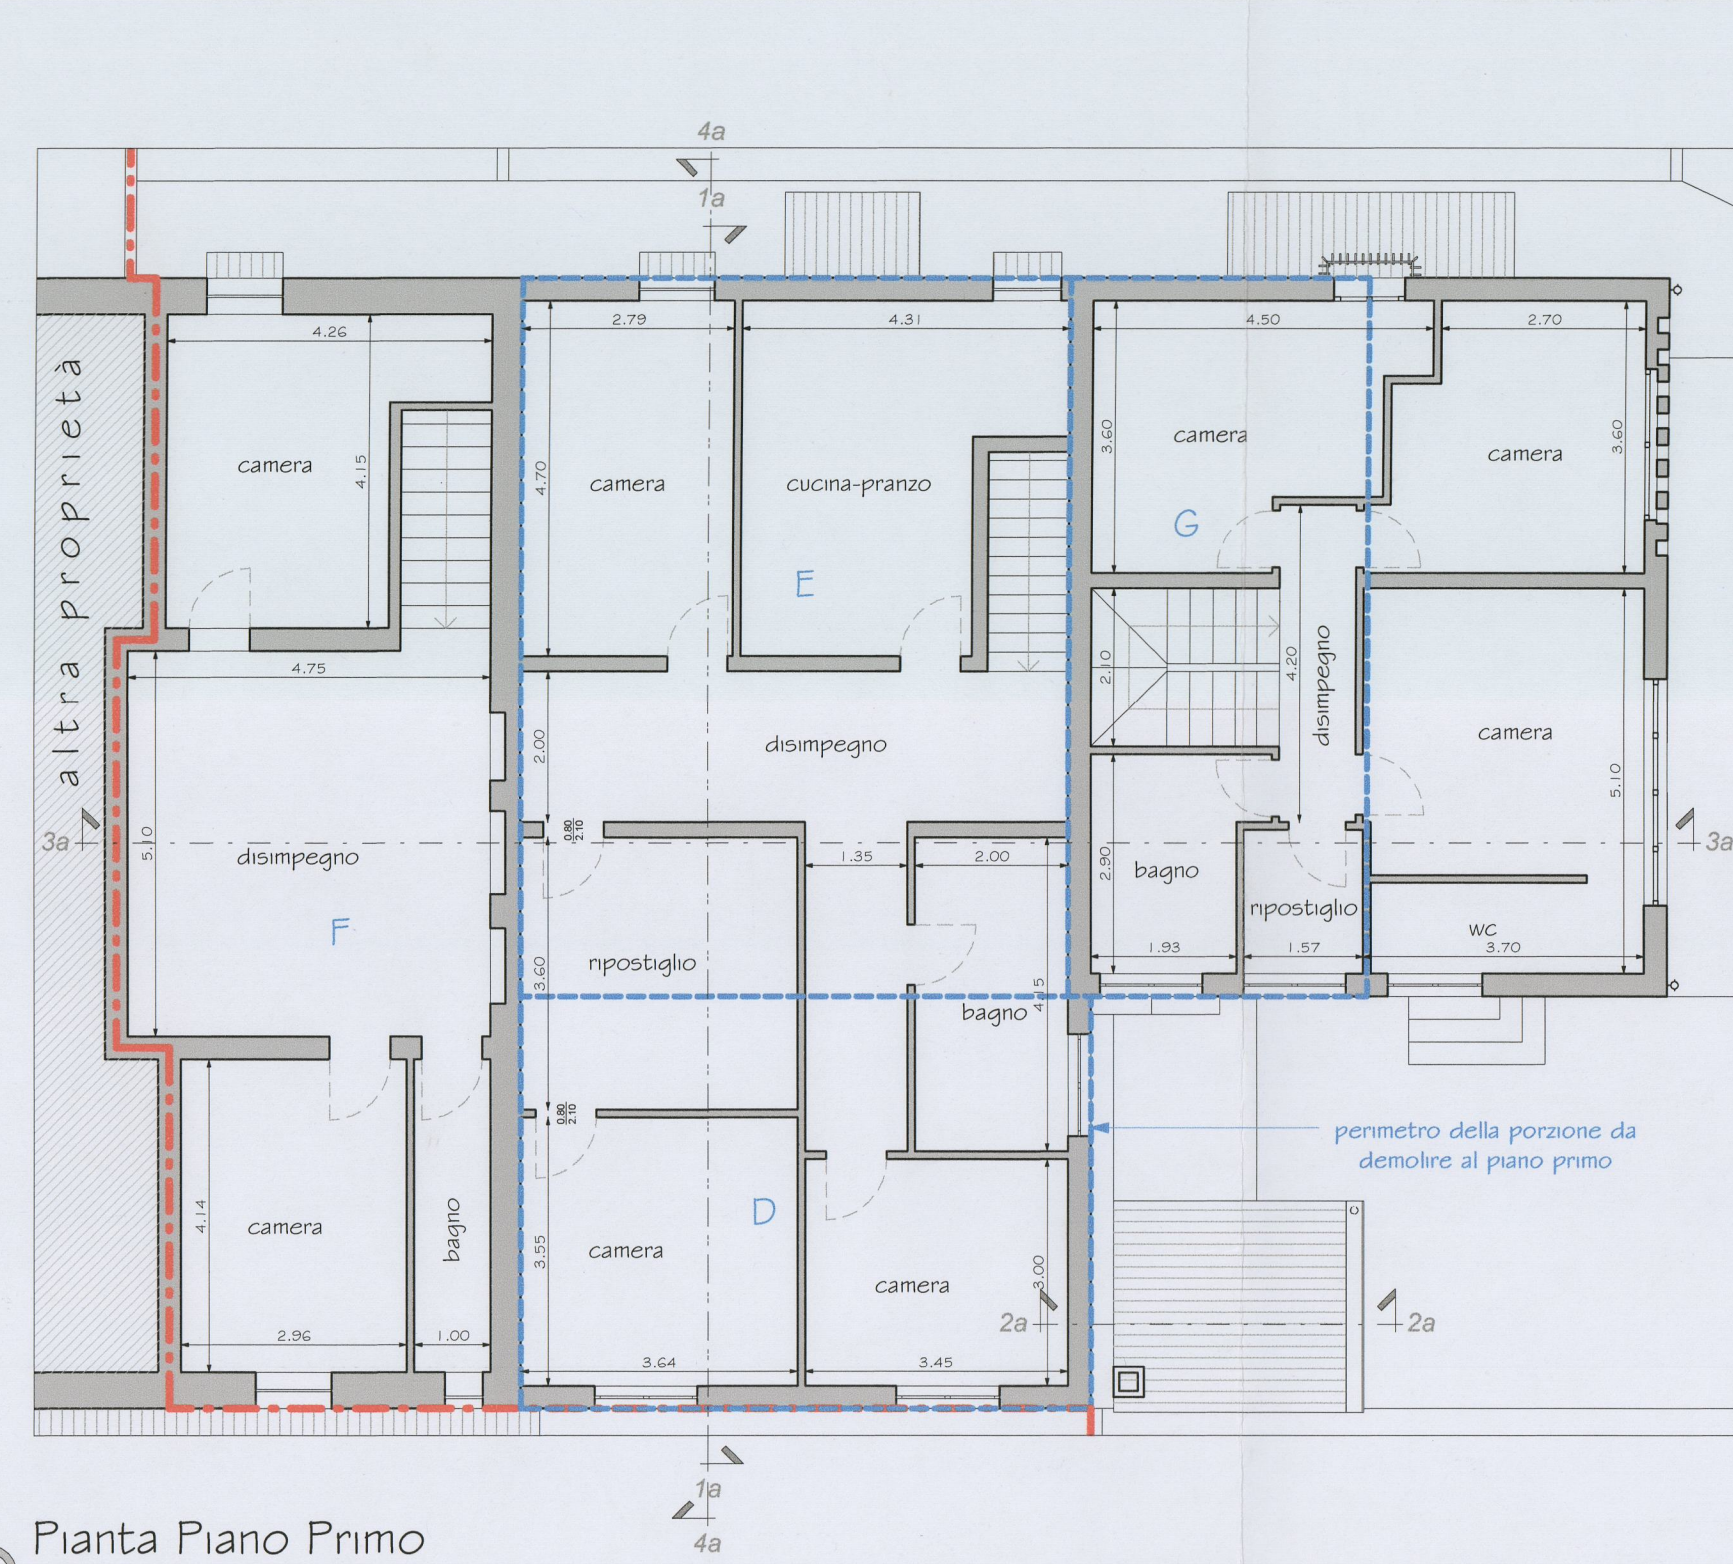 4a
1a
4.26
2.79
4.31
4.50
2.70
altra proprietà
camera
4.15
4.70
camera
cucina-pranzo
3.60
camera
3.60
camera
G
E
4.75
2.00
disimpegno
2.10
4.20
disimpegno
camera
5.10
3a
5.10
disimpegno
0.80
2.10
1.35
2.00
2.90
bagno
3a
F
ripostiglio
3.60
ripostiglio
wc
1.93
1.57
3.70
4.15
bagno
0.80
2.10
perimetro della porzione da
demolire al piano primo
4.14
camera
bagno
D
3.55
camera
camera
3.00
2a
2a
2.96
1.00
3.64
3.45
1a
4a
Pianta Piano Primo